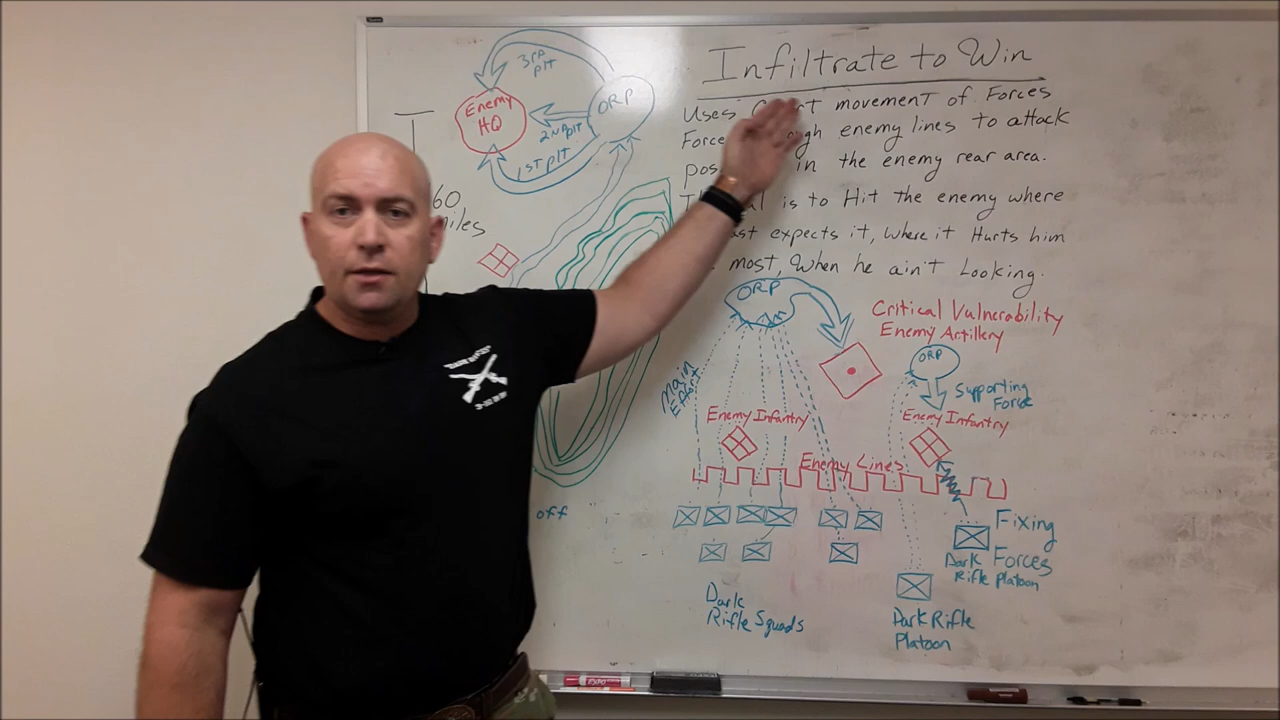 Infiltrate to Win
Uses movement of Forces
enemy lines to attack
in the enemy rear area.
is to Hit the enemy where
expects it, Where it Hurts him
most, When he ain't Looking.
3RD
plt
Enemy
HQ
ORP
2ND plt
1ST plt
60
miles
off
ORP
Critical Vulnerability
Enemy Artillery
ORP
Supporting
Force
Main
Effort
Enemy Infantry
Enemy Infantry
Enemy Lines
Fixing
Forces
Dark
Rifle Platoon
Dark
Rifle Squads
Dark Rifle
Platoon
EXPO